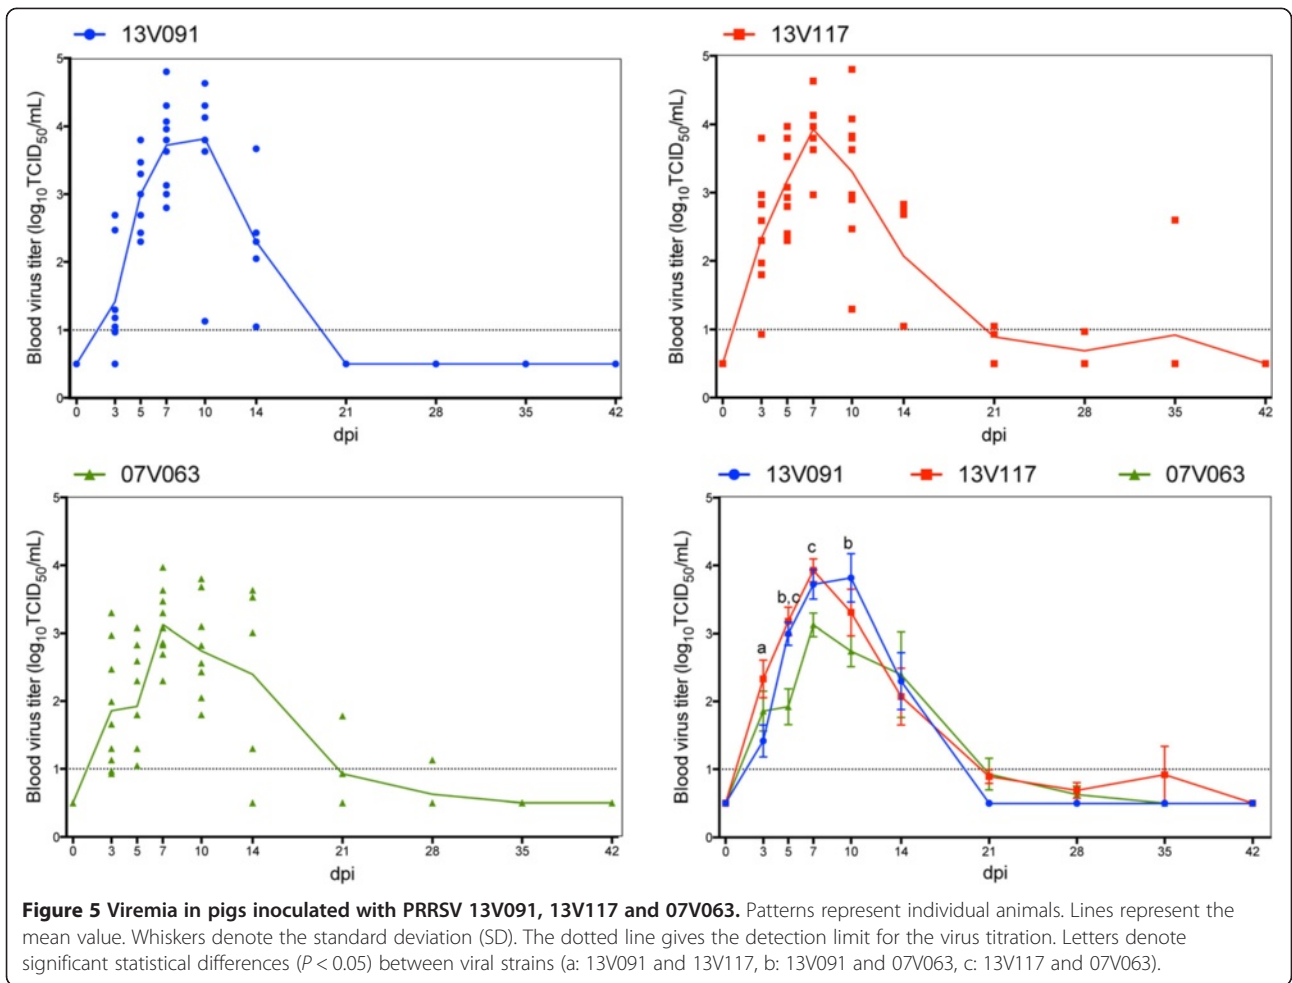 13V091
5
4
3
2
1
0
Blood virus titer (log10TCID50/mL)
0 3 5 7 10 14 21 28 35 42
dpi
13V117
5
4
3
2
1
0
Blood virus titer (log10TCID50/mL)
0 3 5 7 10 14 21 28 35 42
dpi
07V063
5
4
3
2
1
0
Blood virus titer (log10TCID50/mL)
0 3 5 7 10 14 21 28 35 42
dpi
13V091 13V117 07V063
5
4
3
2
1
0
Blood virus titer (log10TCID50/mL)
a
b,c
c
b
0 3 5 7 10 14 21 28 35 42
dpi
Figure 5 Viremia in pigs inoculated with PRRSV 13V091, 13V117 and 07V063. Patterns represent individual animals. Lines represent the
mean value. Whiskers denote the standard deviation (SD). The dotted line gives the detection limit for the virus titration. Letters denote
significant statistical differences (P < 0.05) between viral strains (a: 13V091 and 13V117, b: 13V091 and 07V063, c: 13V117 and 07V063).